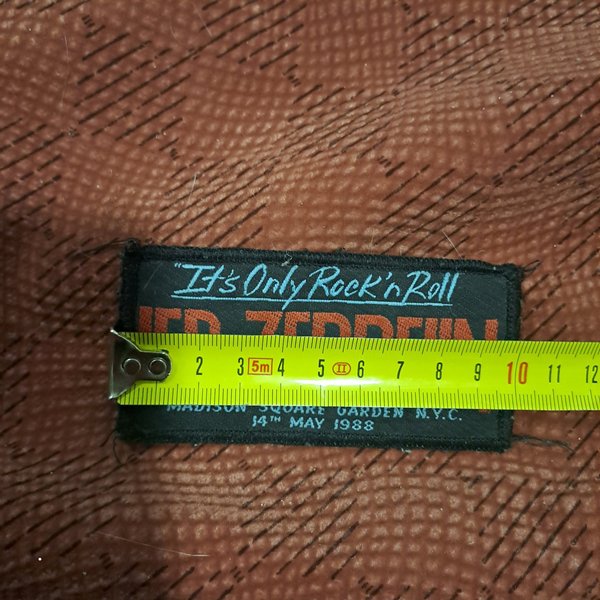 "It's Only Rock'n Roll
LED ZEPPELIN
2 3 5m 4 5 II 6 7 8 9 10 11 12
MADISON SQUARE GARDEN N.Y.C.
14TH MAY 1988